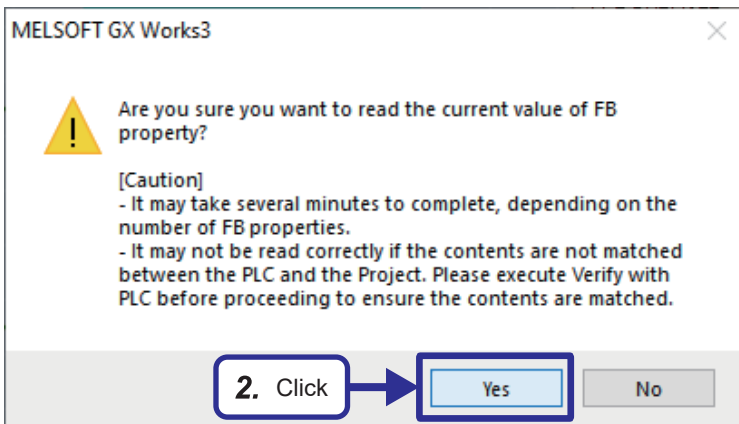 MELSOFT GX Works3
Are you sure you want to read the current value of FB
property?
[Caution]
- It may take several minutes to complete, depending on the
number of FB properties.
- It may not be read correctly if the contents are not matched
between the PLC and the Project. Please execute Verify with
PLC before proceeding to ensure the contents are matched.
2. Click
Yes
No